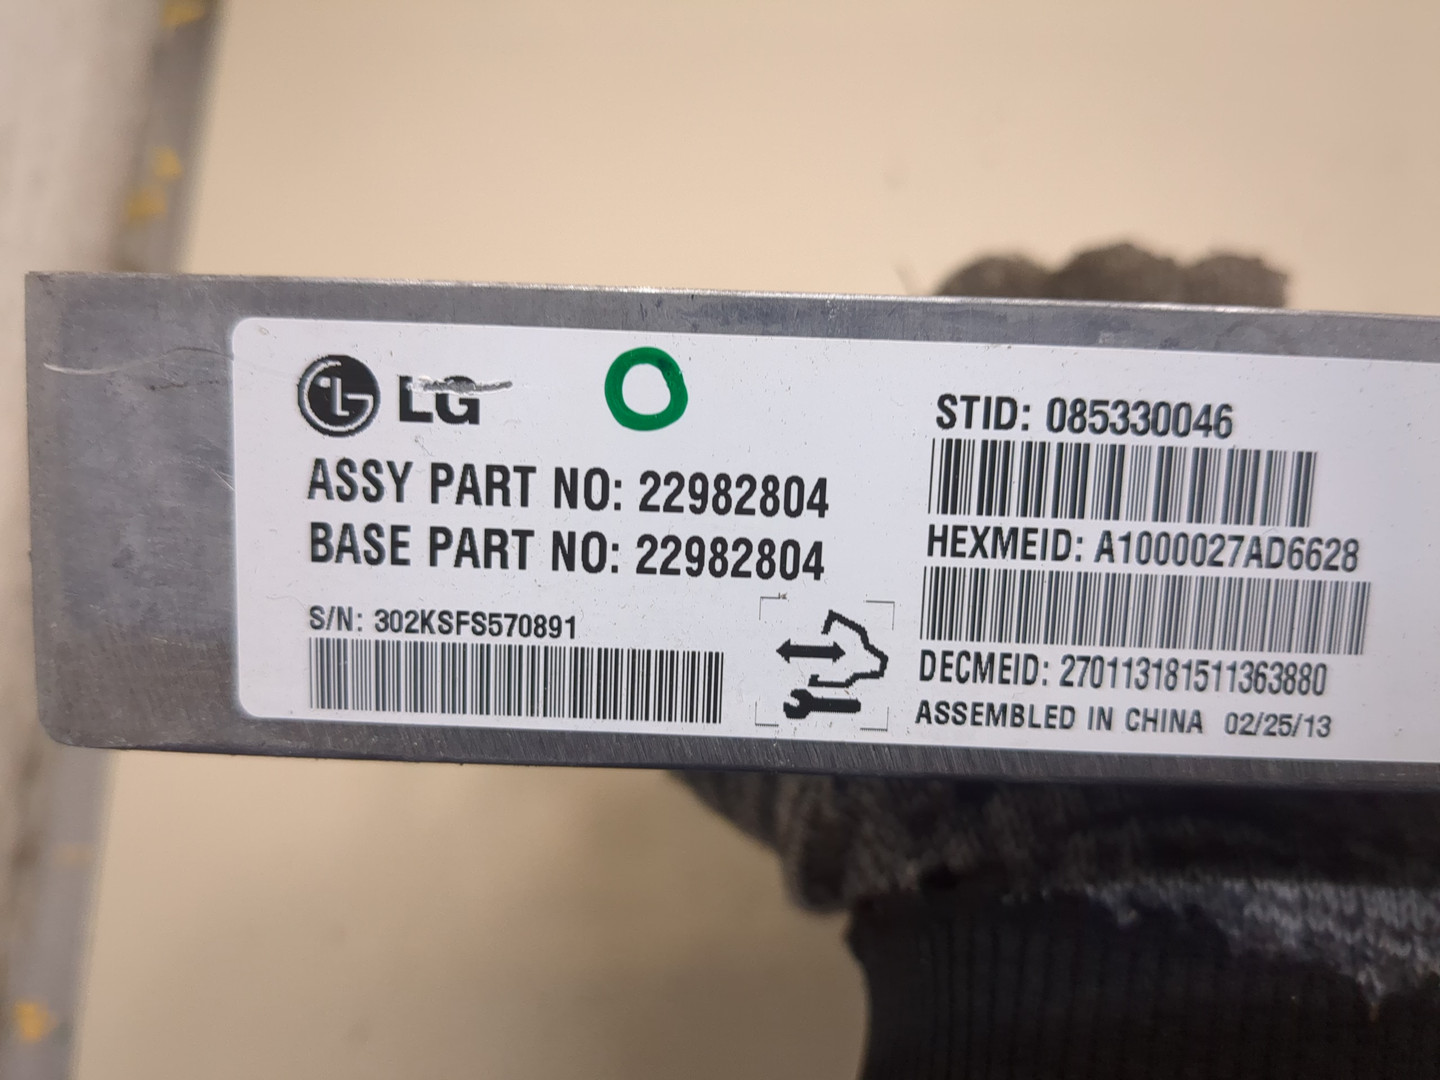 LG
ASSY PART NO: 22982804
BASE PART NO: 22982804
S/N: 302KSFS570891
STID: 085330046
HEXMEID: A1000027AD6628
DECMEID: 270113181511363880
ASSEMBLED IN CHINA 02/25/13